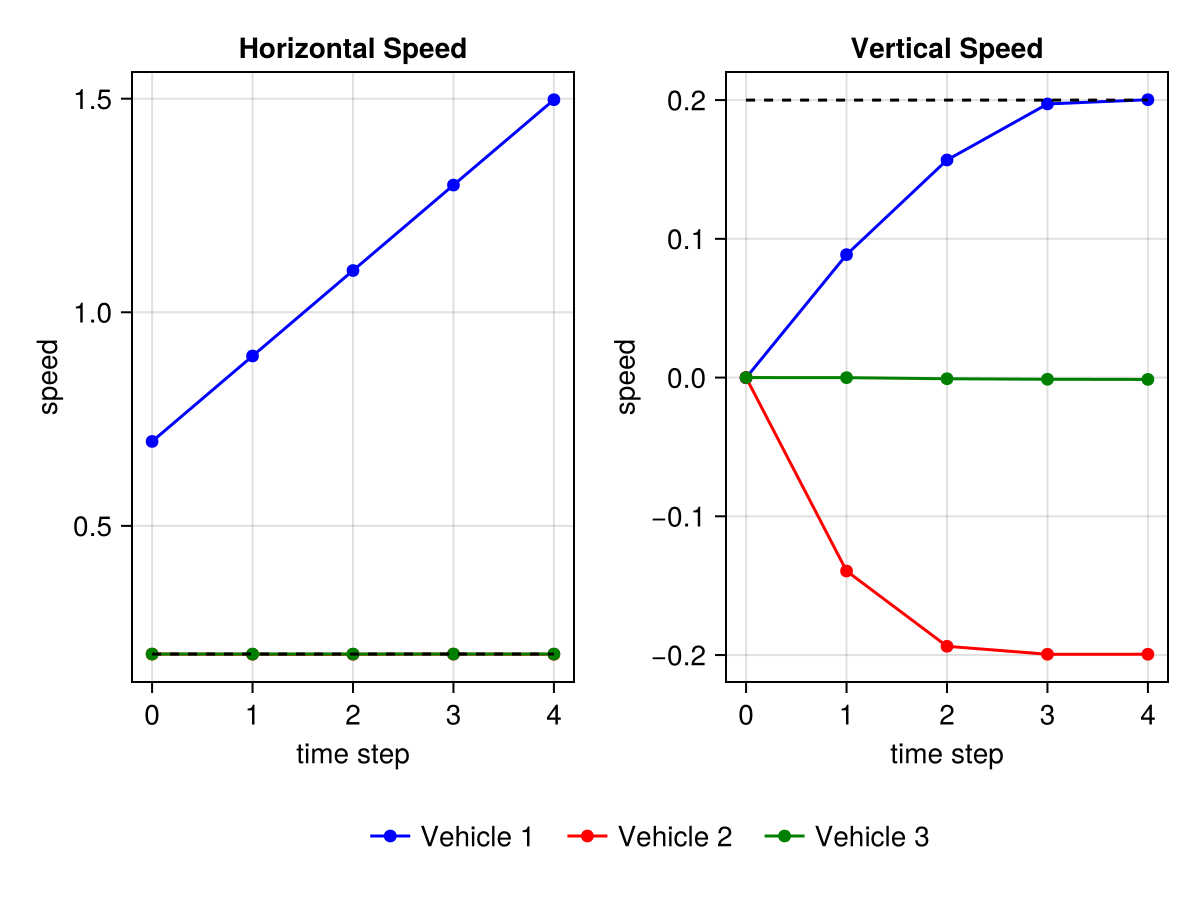 Horizontal Speed
1.5
1.0
0.5
speed
0 1 2 3 4
time step
Vertical Speed
0.2
0.1
0.0
−0.1
−0.2
speed
0 1 2 3 4
time step
Vehicle 1 Vehicle 2 Vehicle 3